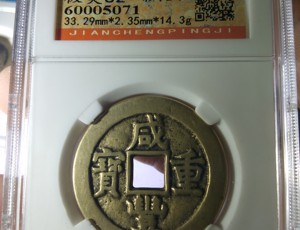 60005071
33.29mm*2.35mm*14.3g
JIANCHENGPINGJI
咸
寶 重
豐